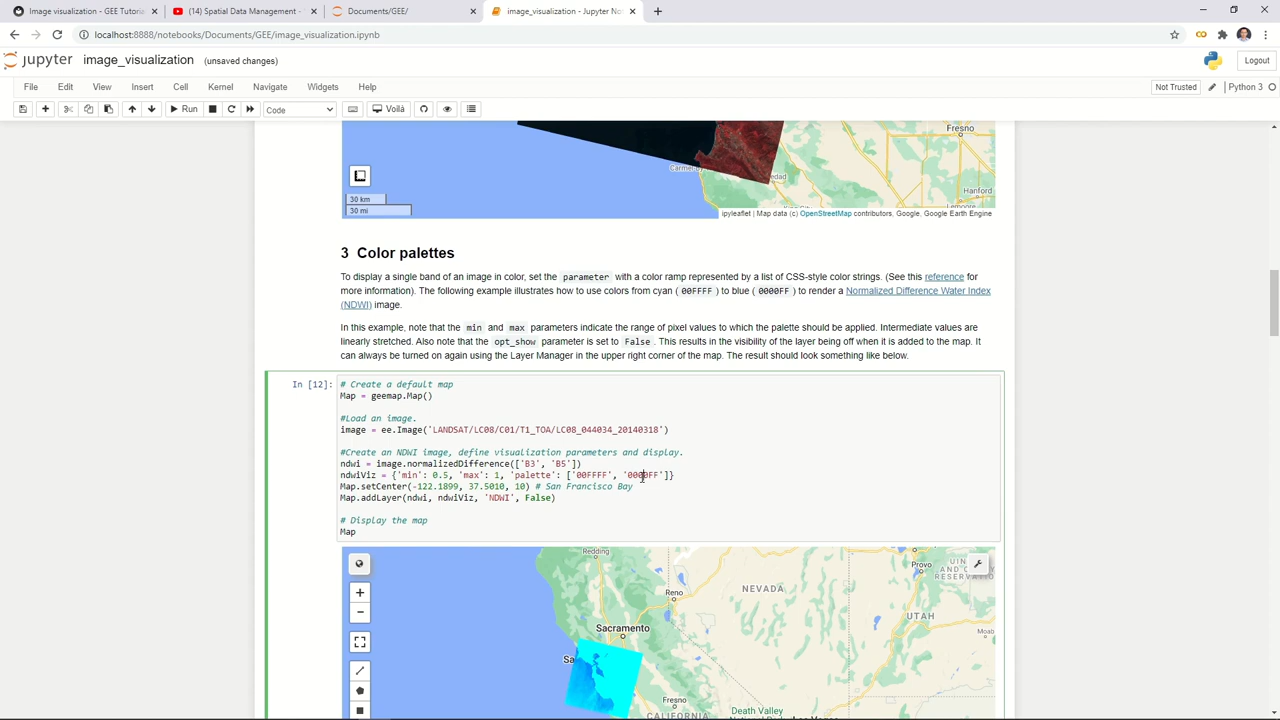 Image visualization - GEE Tutoria
(14) Spatial Data Management -
Documents/GEE/
image_visualization - Jupyter No
localhost:8888/notebooks/Documents/GEE/image_visualization.ipynb
jupyter image_visualization (unsaved changes)
Logout
File Edit View Insert Cell Kernel Navigate Widgets Help
Not Trusted
Python 3
Run
Code
Voilà
Fresno
Hanford
30 km
30 mi
ipyleaflet | Map data (c) OpenStreetMap contributors, Google, Google Earth Engine
3 Color palettes
To display a single band of an image in color, set the parameter with a color ramp represented by a list of CSS-style color strings. (See this reference for
more information). The following example illustrates how to use colors from cyan ( 00FFFF ) to blue ( 0000FF ) to render a Normalized Difference Water Index
(NDWI) image.
In this example, note that the min and max parameters indicate the range of pixel values to which the palette should be applied. Intermediate values are
linearly stretched. Also note that the opt_show parameter is set to False . This results in the visibility of the layer being off when it is added to the map. It
can always be turned on again using the Layer Manager in the upper right corner of the map. The result should look something like below.
In [12]:
# Create a default map
Map = geemap.Map()
#Load an image.
image = ee.Image('LANDSAT/LC08/C01/T1_TOA/LC08_044034_20140318')
#Create an NDWI image, define visualization parameters and display.
ndwi = image.normalizedDifference(['B3', 'B5'])
ndwiViz = {'min': 0.5, 'max': 1, 'palette': ['00FFFF', '0000FF']}
Map.setCenter(-122.1899, 37.5010, 10) # San Francisco Bay
Map.addLayer(ndwi, ndwiViz, 'NDWI', False)
# Display the map
Map
Redding
Provo
UIN
AND O
RESERVATIO
Reno
NEVADA
UTAH
Sacramento
Moab
Sa
Fresno
Death Valley
CALIFORNIA